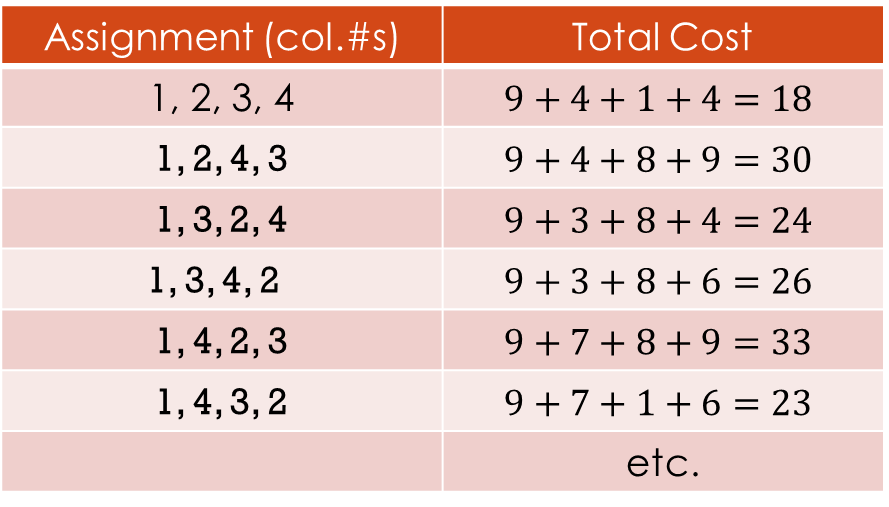 Assignment (col.#s) Total Cost
1, 2, 3, 4 9 + 4 + 1 + 4 = 18
1, 2, 4, 3 9 + 4 + 8 + 9 = 30
1, 3, 2, 4 9 + 3 + 8 + 4 = 24
1, 3, 4, 2 9 + 3 + 8 + 6 = 26
1, 4, 2, 3 9 + 7 + 8 + 9 = 33
1, 4, 3, 2 9 + 7 + 1 + 6 = 23
etc.